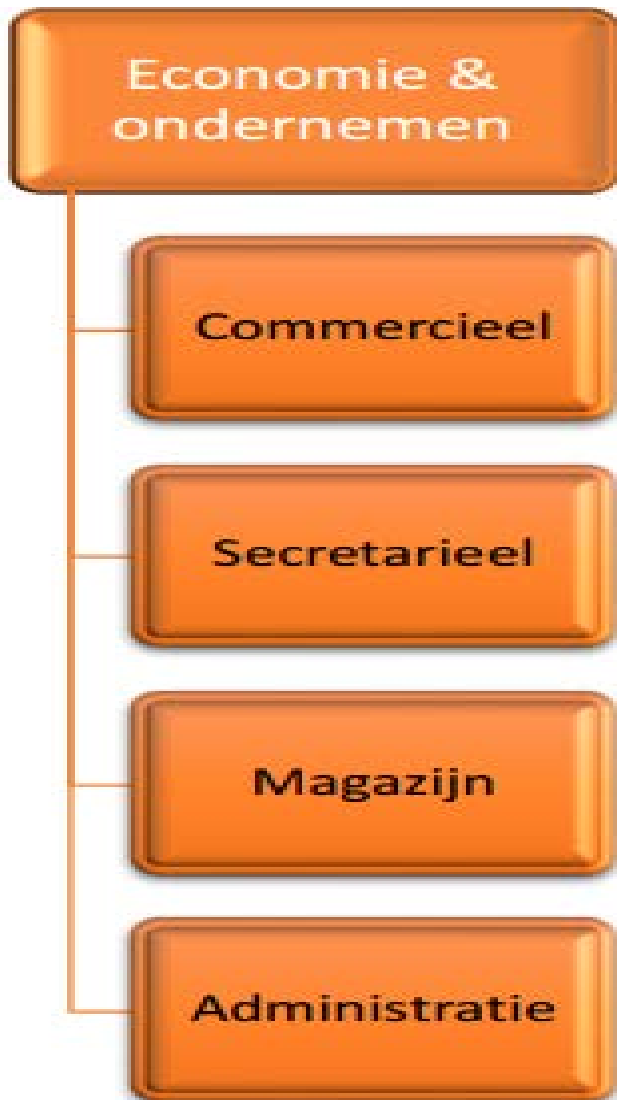 Economie &
ondernemen
Commercieel
Secretarieel
Magazijn
Administratie